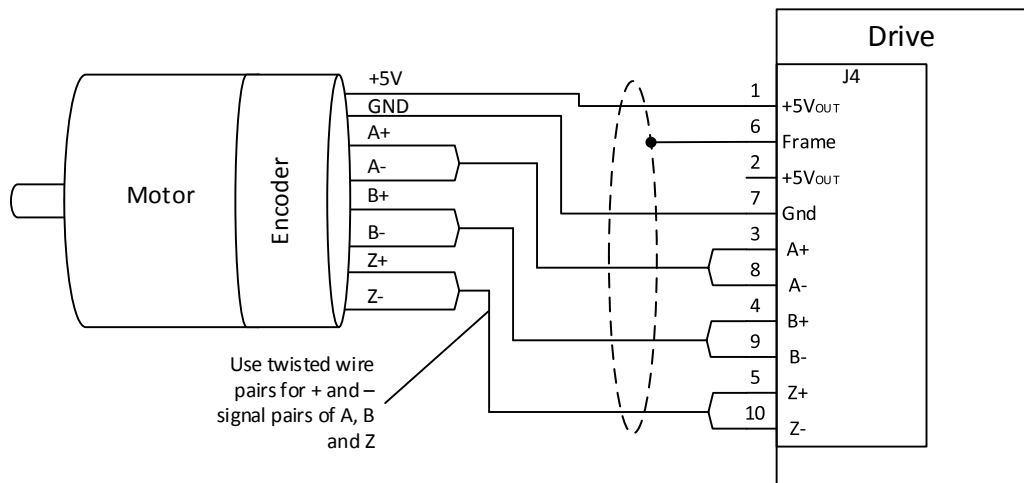 Drive
J4
+5V
GND
A+
A-
B+
B-
Z+
Z-
Motor
Encoder
1
+5VOUT
6
Frame
2
+5VOUT
7
Gnd
3
A+
8
A-
4
B+
9
B-
5
Z+
10
Z-
Use twisted wire
pairs for + and –
signal pairs of A, B
and Z